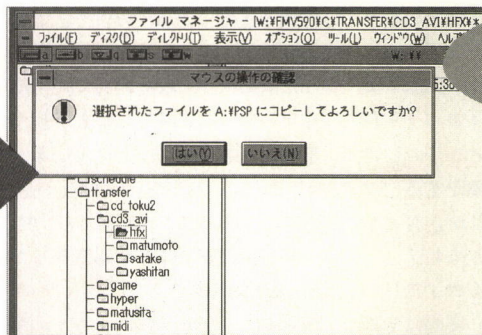 ファイル マネージャ - [W:¥FMV590¥C¥TRANSFER¥CD3_AVI¥HFX¥*
ファイル(F) ディスク(D) ディレクトリ(T) 表示(V) オプション(O) ツール(L) ウィンドウ(W)
a b q s w W: ¥¥
マウスの操作の確認
選択されたファイルを A:¥PSP にコピーしてよろしいですか?
はい(Y) いいえ(N)
schedule
transfer
cd_toku2
cd3_avi
hfx
matumoto
satake
yashitan
game
hyper
matusita
midi